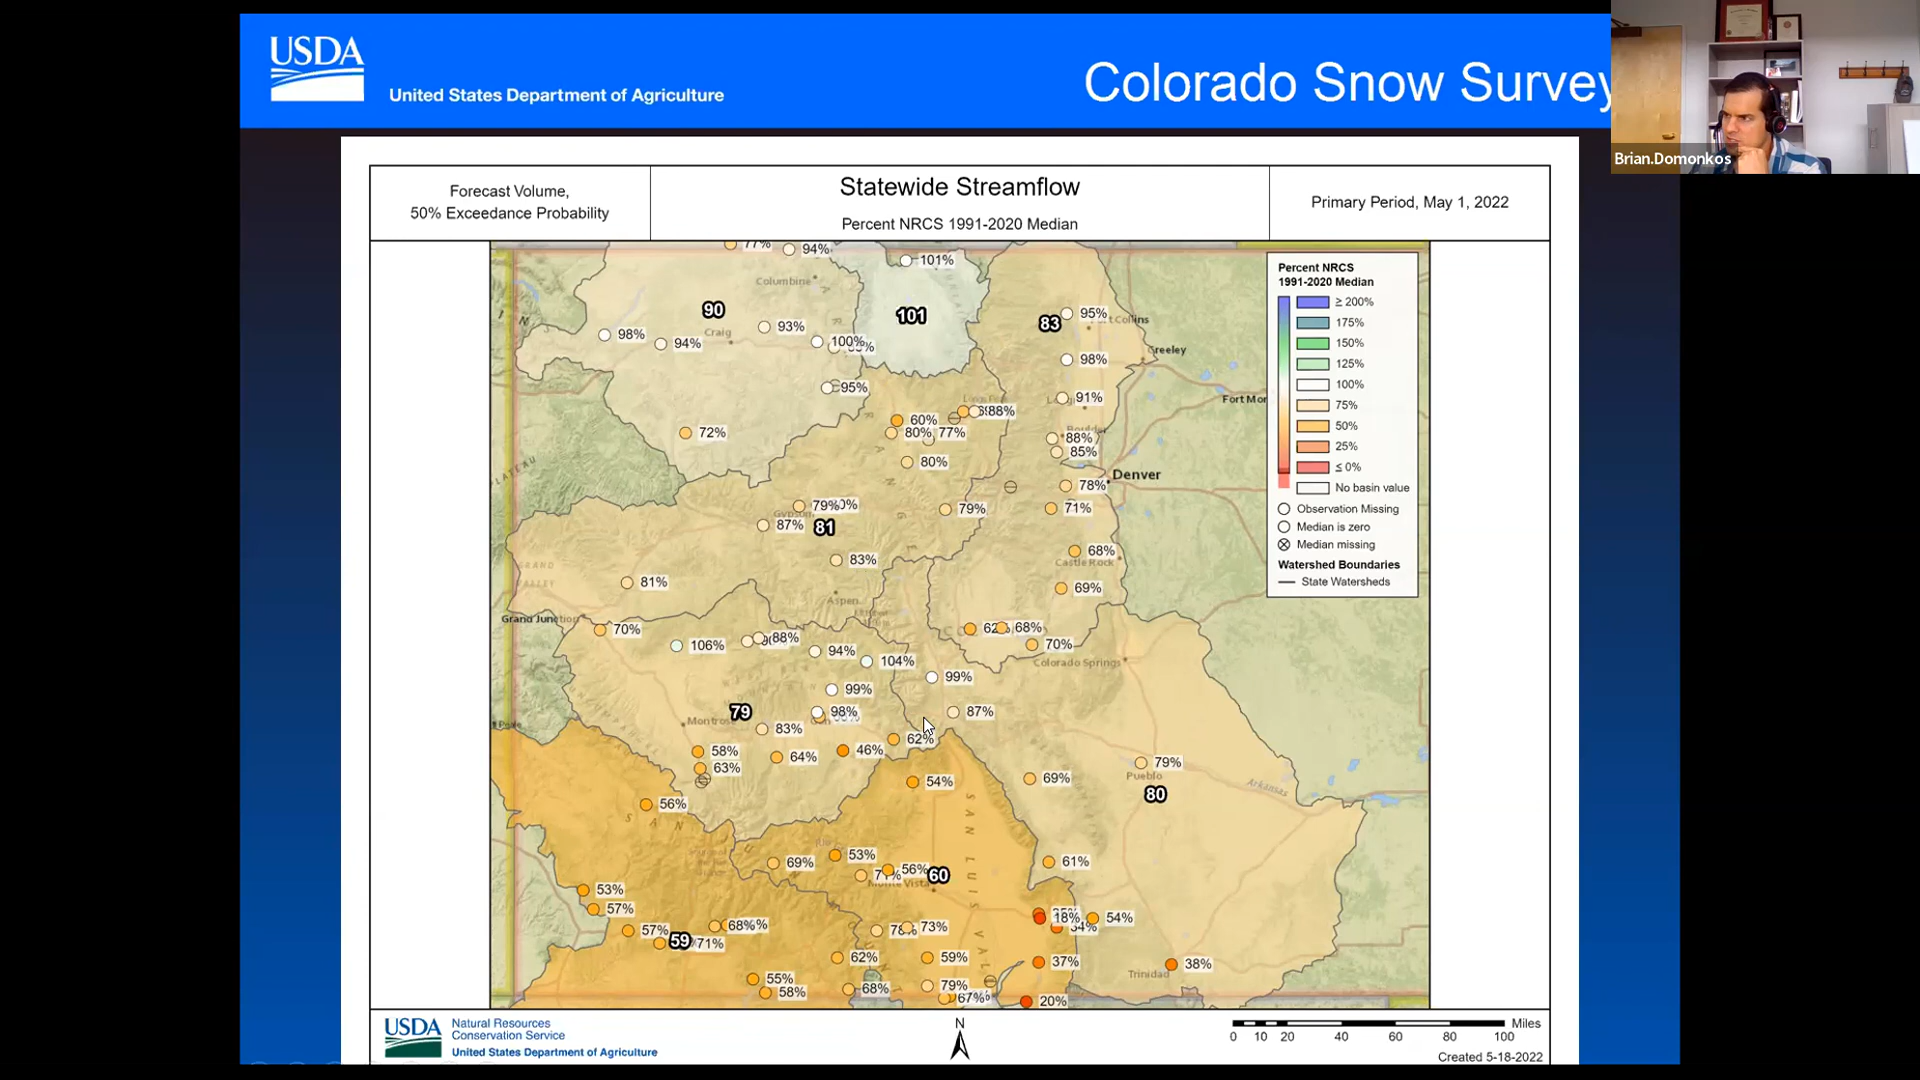 USDA
United States Department of Agriculture
Colorado Snow Survey
Brian.Domonkos
Forecast Volume,
50% Exceedance Probability
Statewide Streamflow
Percent NRCS 1991-2020 Median
Primary Period, May 1, 2022
77%
94%
101%
Columbine
90
101
83
95%
Fort Collins
98%
94%
Craig
93%
100%
98%
Greeley
95%
91%
Fort Mor
60%
88%
80%
77%
88%
Boulder
85%
72%
80%
PLATEAU
Denver
78%
79%
Gypsum
87%
81
79%
71%
83%
68%
Castle Rock
GRAND
VALLEY
81%
69%
Aspen
Grand Junction
70%
62%
68%
70%
Colorado Springs
106%
88%
94%
104%
99%
99%
79
Montrose
98%
87%
83%
62%
58%
64%
46%
63%
54%
69%
79%
Pueblo
80
Arkansas
56%
SAN
SAN LUIS VAL
69%
53%
56%
60
Monte Vista
61%
53%
57%
57%
68%
59
71%
73%
18%
54%
34%
62%
59%
37%
38%
Trinidad
55%
58%
68%
79%
67%
20%
Percent NRCS
1991-2020 Median
≥ 200%
175%
150%
125%
100%
75%
50%
25%
≤ 0%
No basin value
Observation Missing
Median is zero
Median missing
Watershed Boundaries
State Watersheds
USDA
Natural Resources
Conservation Service
United States Department of Agriculture
N
Miles
0 10 20 40 60 80 100
Created 5-18-2022